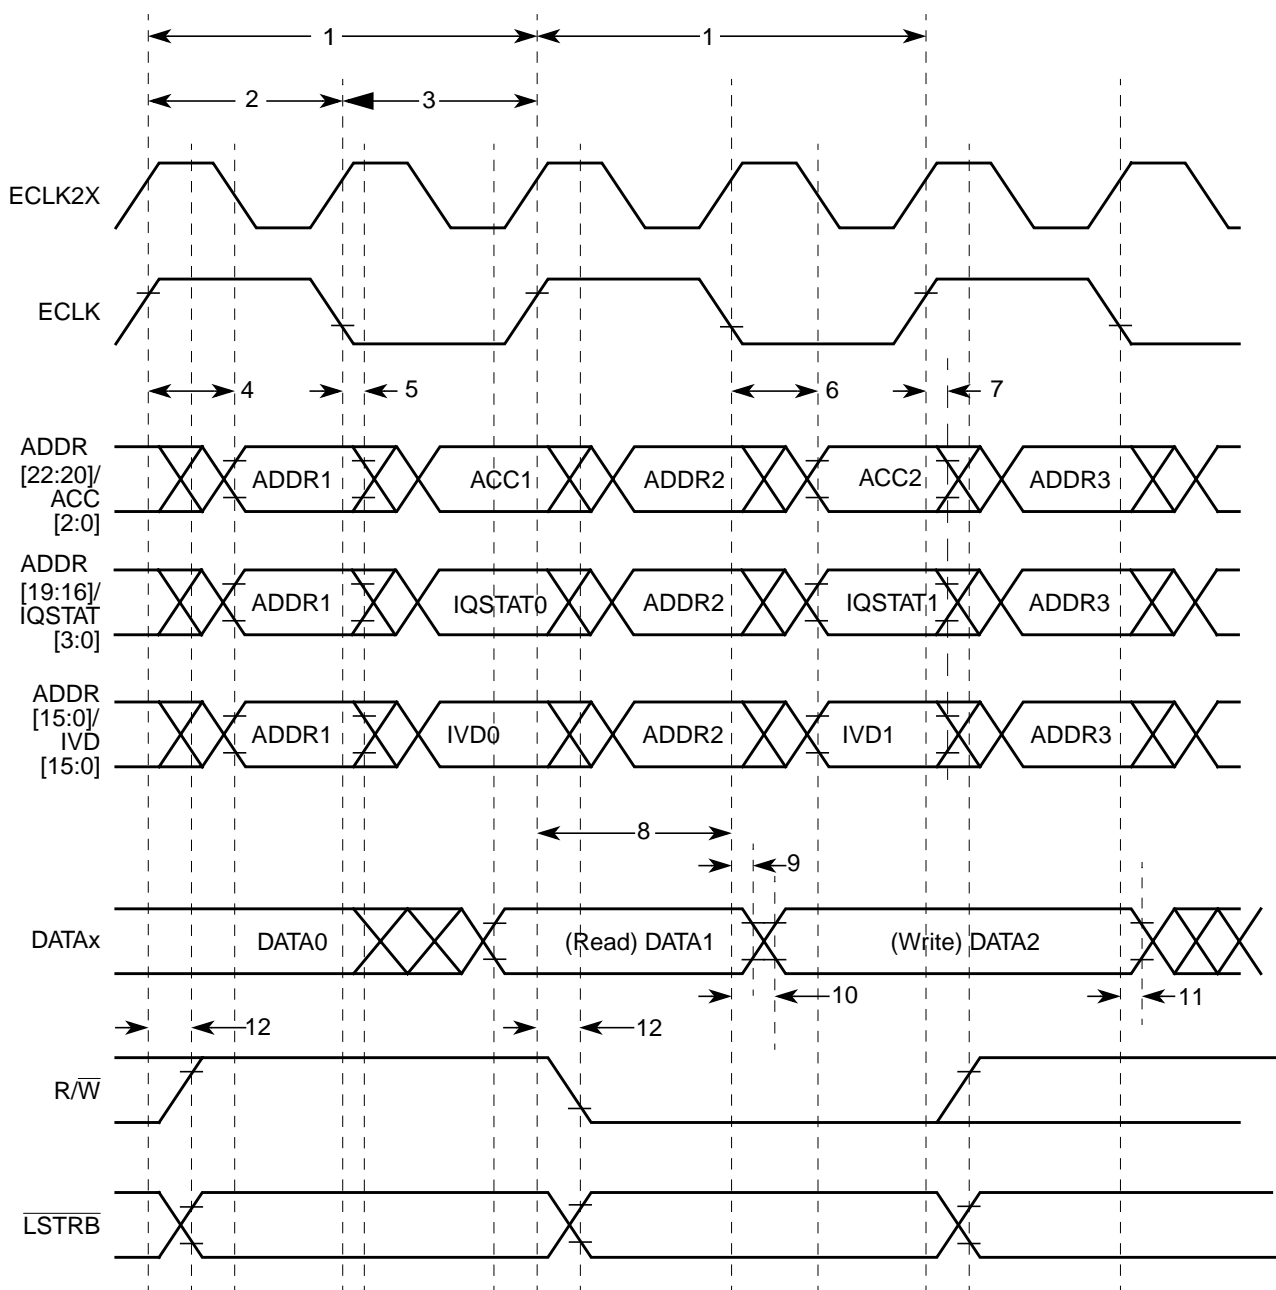 1 1
2 3
ECLK2X
ECLK
4 5 6 7
ADDR
[22:20]/
ACC
[2:0]
ADDR1 ACC1 ADDR2 ACC2 ADDR3
ADDR
[19:16]/
IQSTAT
[3:0]
ADDR1 IQSTAT0 ADDR2 IQSTAT1 ADDR3
ADDR
[15:0]/
IVD
[15:0]
ADDR1 IVD0 ADDR2 IVD1 ADDR3
8
9
DATAx DATA0 (Read) DATA1 (Write) DATA2
10 11
12 12
R/W̅
L̅S̅T̅R̅B̅